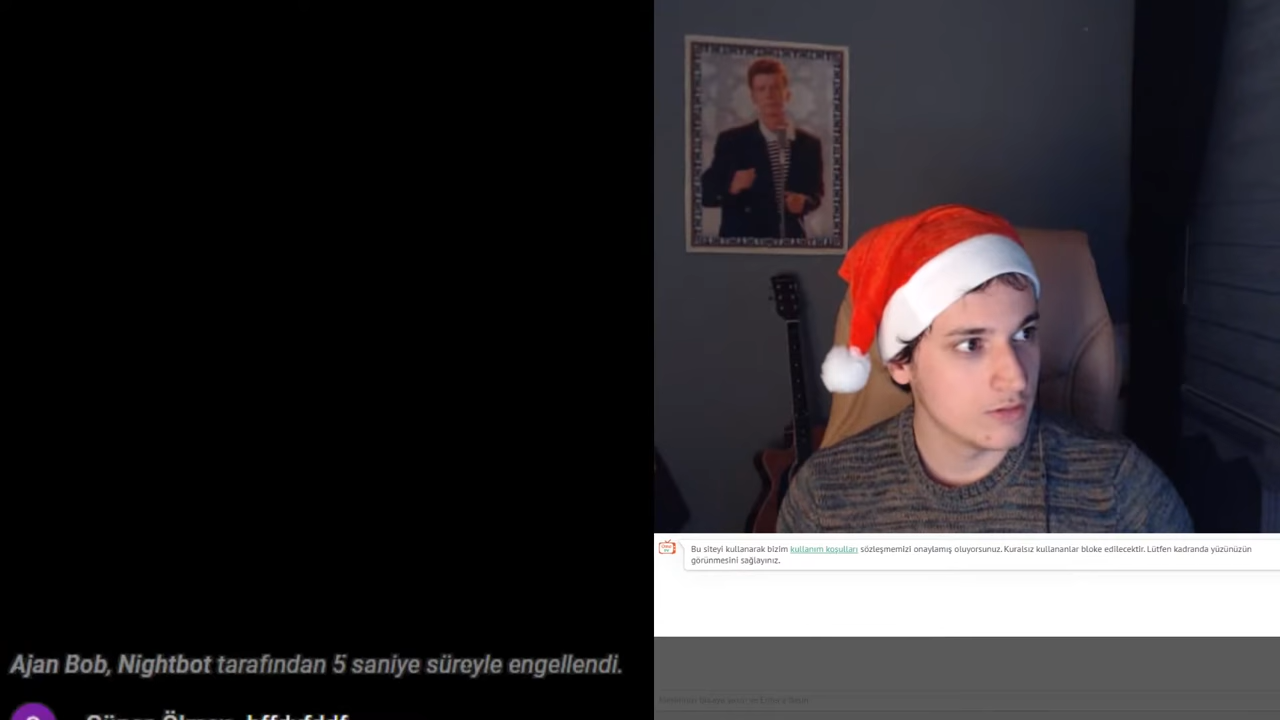 Ajan Bob, Nightbot tarafından 5 saniye süreyle engellendi.
Bu siteyi kullanarak bizim kullanım koşulları sözleşmemizi onaylamış oluyorsunuz. Kuralsız kullananlar bloke edilecektir. Lütfen kadranda yüzünüzün
görünmesini sağlayınız.